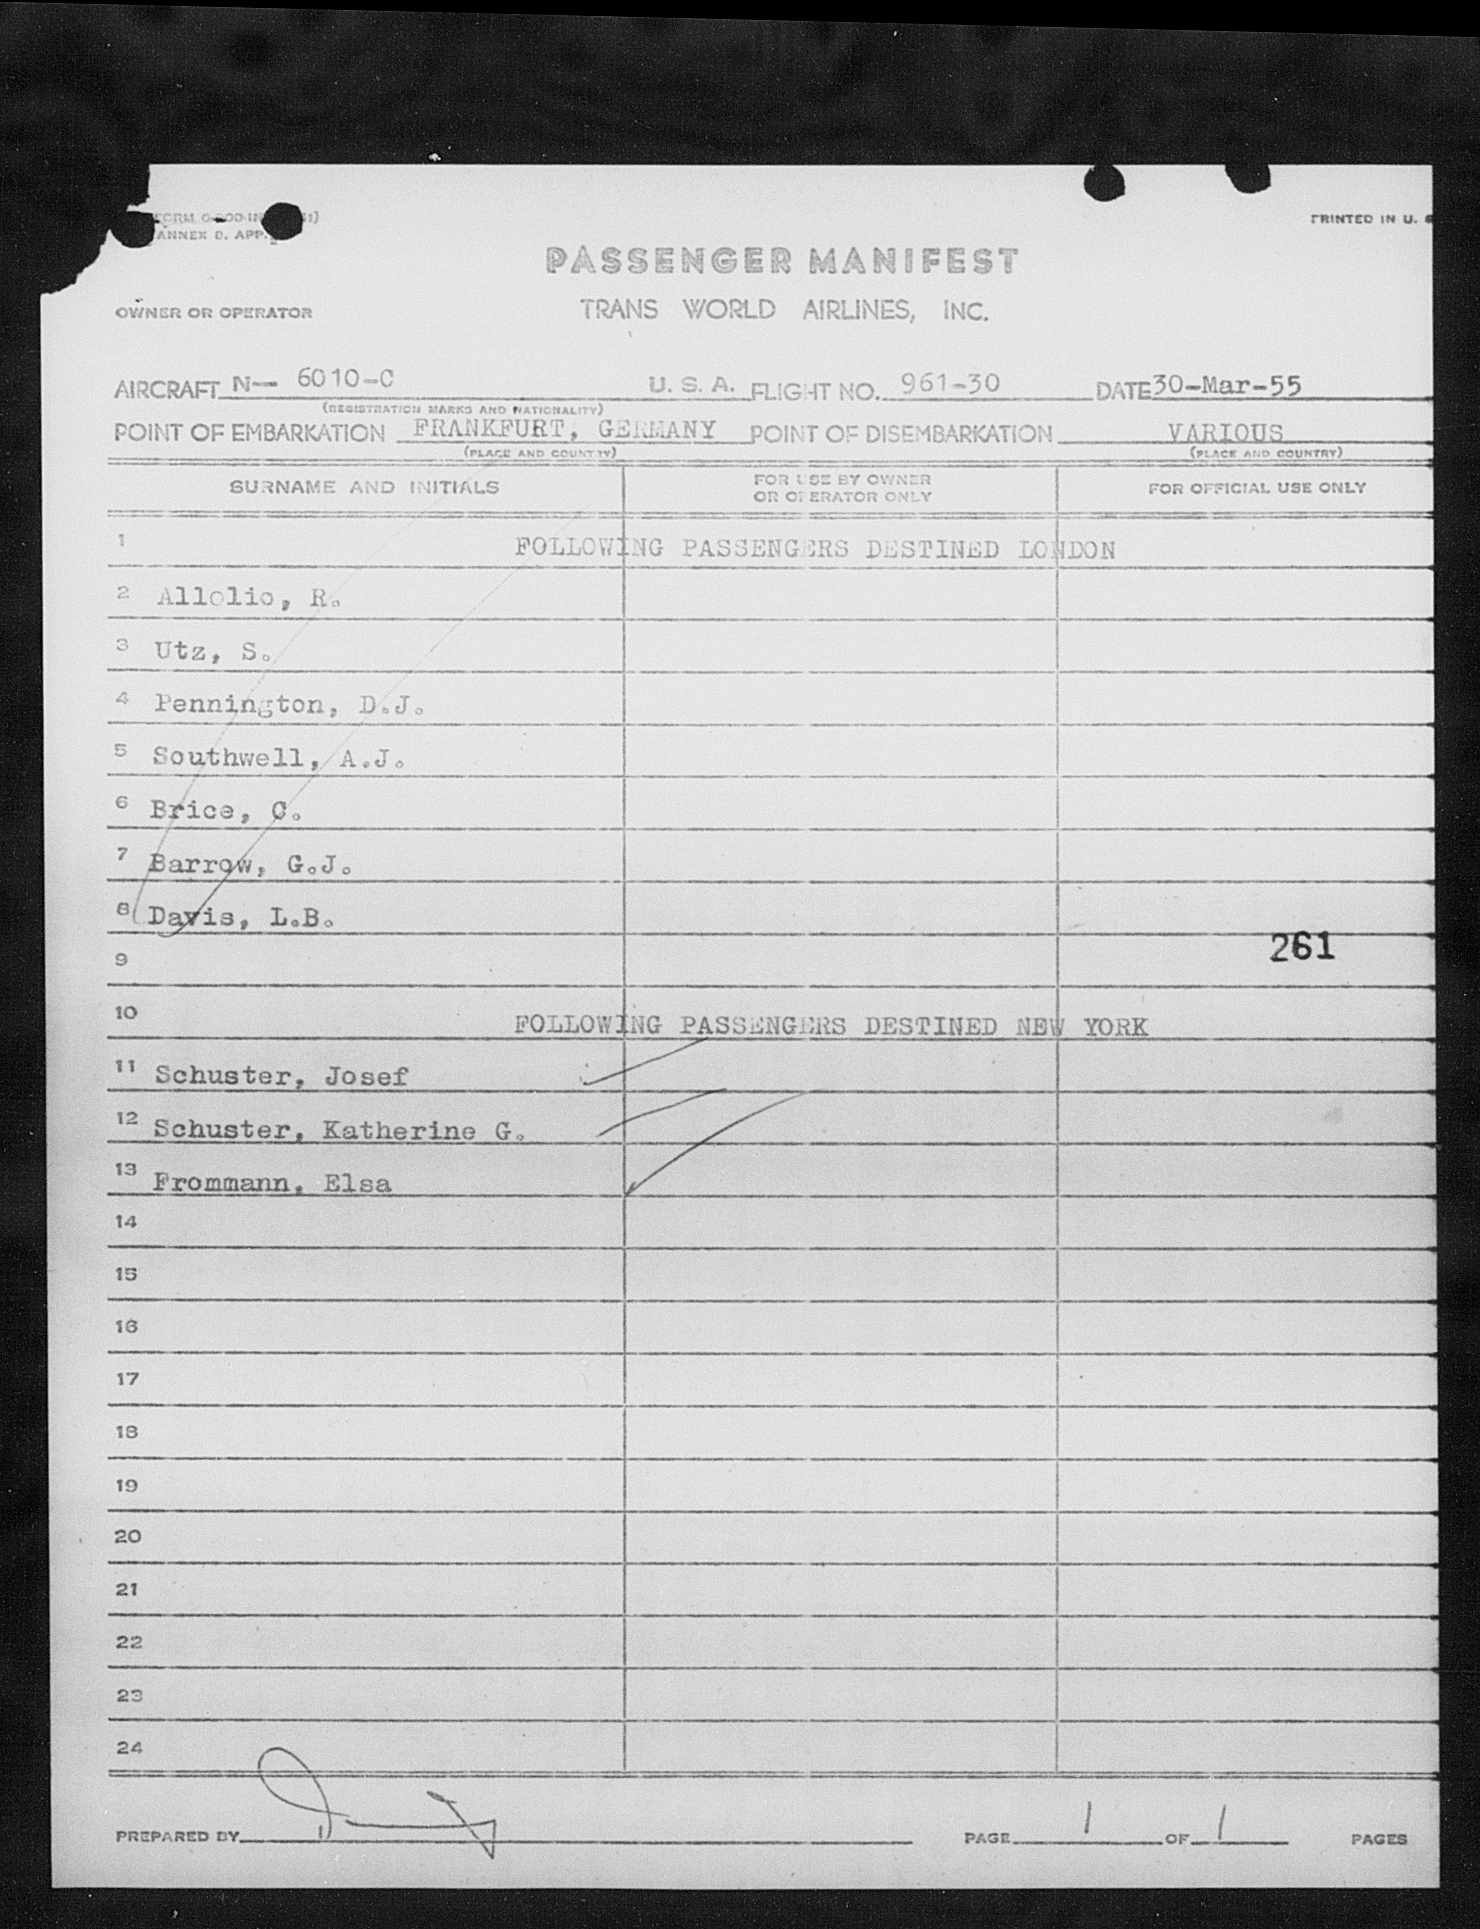 FORM
ANNEX D. APP.
PRINTED IN U.
PASSENGER MANIFEST
OWNER OR OPERATOR
TRANS WORLD AIRLINES, INC.
AIRCRAFT N— 6010-C U. S. A. FLIGHT NO. 961-30 DATE 30-Mar-55
(REGISTRATION MARKS AND NATIONALITY)
POINT OF EMBARKATION FRANKFURT, GERMANY POINT OF DISEMBARKATION VARIOUS
(PLACE AND COUNTRY) (PLACE AND COUNTRY)
SURNAME AND INITIALS FOR USE BY OWNER OR OPERATOR ONLY FOR OFFICIAL USE ONLY
1 FOLLOWING PASSENGERS DESTINED LONDON
2 Allolio, R.
3 Utz, S.
4 Pennington, D.J.
5 Southwell, A.J.
6 Brice, C.
7 Barrow, G.J.
8 Davis, L.B.
261
9
10 FOLLOWING PASSENGERS DESTINED NEW YORK
11 Schuster, Josef
12 Schuster, Katherine G.
13 Frommann, Elsa
14
15
16
17
18
19
20
21
22
23
24
PREPARED BY PAGE 1 OF 1 PAGES